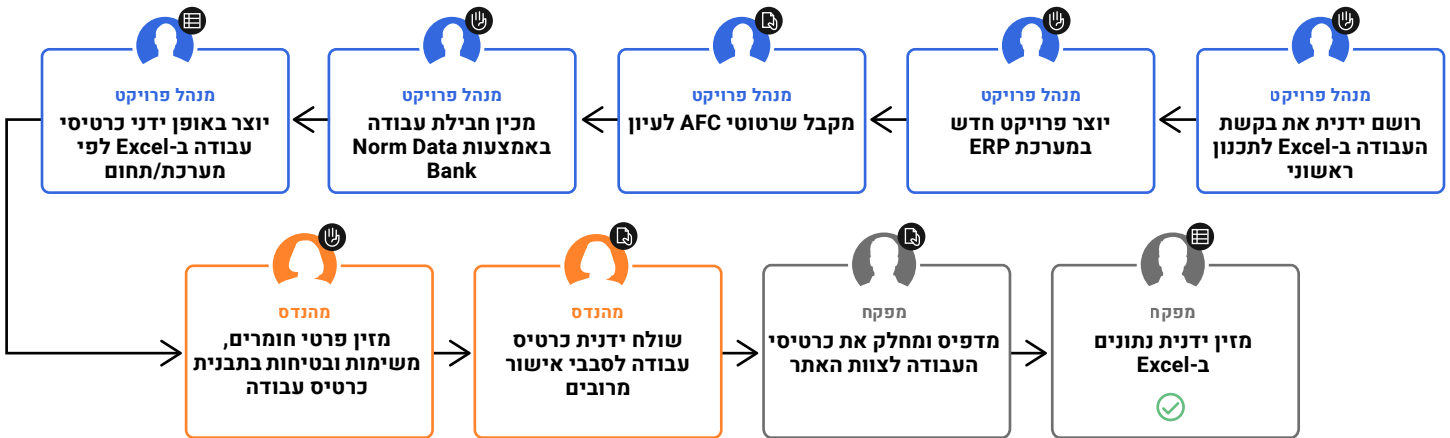 מנהל פרויקט
רושם ידנית את בקשת
העבודה ב-Excel לתכנון
ראשוני
מנהל פרויקט
יוצר פרויקט חדש
במערכת ERP
מנהל פרויקט
מקבל שרטוטי AFC לעיון
מנהל פרויקט
מכין חבילת עבודה
באמצעות Norm Data
Bank
מנהל פרויקט
יוצר באופן ידני כרטיסי
עבודה ב-Excel לפי
מערכת/תחום
מהנדס
מזין פרטי חומרים,
משימות ובטיחות בתבנית
כרטיס עבודה
מהנדס
שולח ידנית כרטיס
עבודה לסבבי אישור
מרובים
מפקח
מדפיס ומחלק את כרטיסי
העבודה לצוות האתר
מפקח
מזין ידנית נתונים
ב-Excel